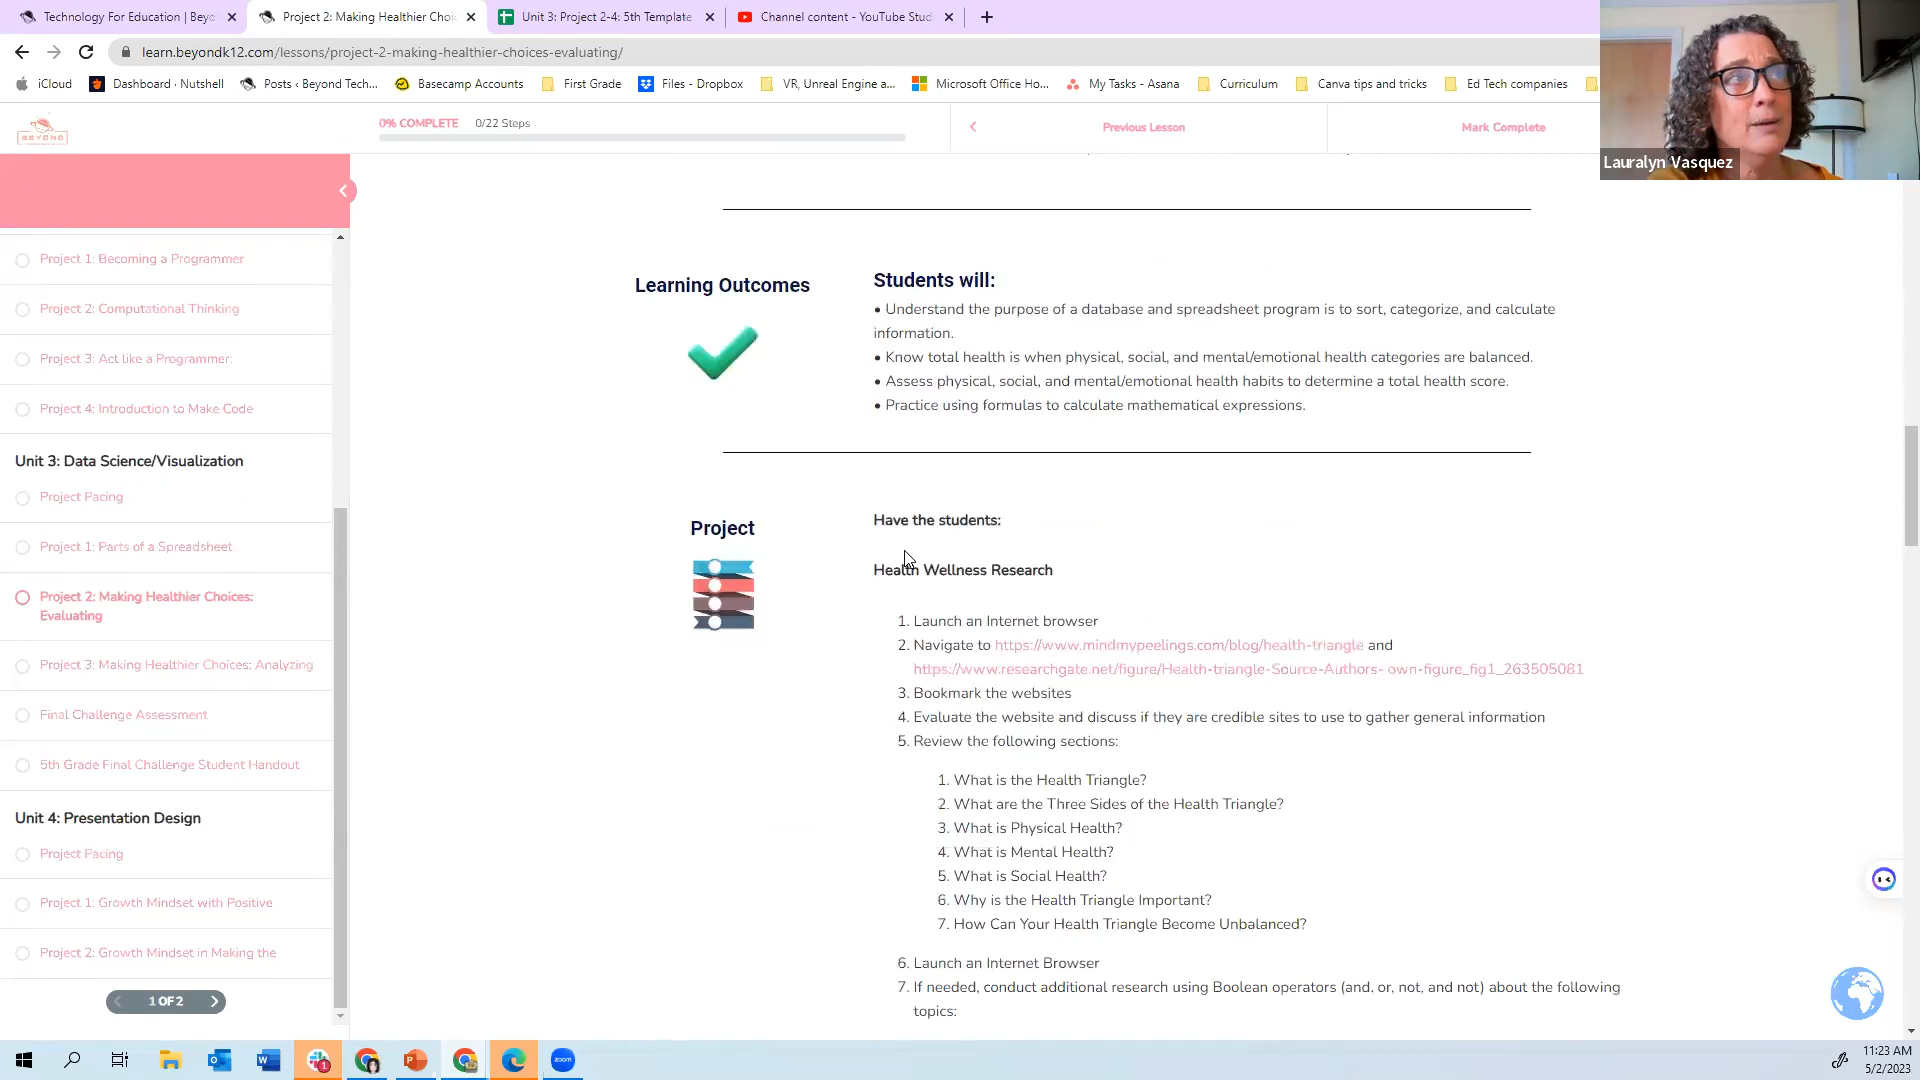 Technology For Education | Beyo
Project 2: Making Healthier Choic
Unit 3: Project 2-4: 5th Template
Channel content - YouTube Stud
learn.beyondk12.com/lessons/project-2-making-healthier-choices-evaluating/
iCloud
Dashboard - Nutshell
Posts ‹ Beyond Tech...
Basecamp Accounts
First Grade
Files - Dropbox
VR, Unreal Engine a...
Microsoft Office Ho...
My Tasks - Asana
Curriculum
Canva tips and tricks
Ed Tech companies
BEYOND
0% COMPLETE
0/22 Steps
Previous Lesson
Mark Complete
Lauralyn Vasquez
Project 1: Becoming a Programmer
Project 2: Computational Thinking
Project 3: Act like a Programmer:
Project 4: Introduction to Make Code
Unit 3: Data Science/Visualization
Project Pacing
Project 1: Parts of a Spreadsheet
Project 2: Making Healthier Choices:
Evaluating
Project 3: Making Healthier Choices: Analyzing
Final Challenge Assessment
5th Grade Final Challenge Student Handout
Unit 4: Presentation Design
Project Pacing
Project 1: Growth Mindset with Positive
Project 2: Growth Mindset in Making the
1 OF 2
Learning Outcomes
Students will:
• Understand the purpose of a database and spreadsheet program is to sort, categorize, and calculate
information.
• Know total health is when physical, social, and mental/emotional health categories are balanced.
• Assess physical, social, and mental/emotional health habits to determine a total health score.
• Practice using formulas to calculate mathematical expressions.
Project
Have the students:
Health Wellness Research
1. Launch an Internet browser
2. Navigate to https://www.mindmypeelings.com/blog/health-triangle and
https://www.researchgate.net/figure/Health-triangle-Source-Authors- own-figure_fig1_263505081
3. Bookmark the websites
4. Evaluate the website and discuss if they are credible sites to use to gather general information
5. Review the following sections:
1. What is the Health Triangle?
2. What are the Three Sides of the Health Triangle?
3. What is Physical Health?
4. What is Mental Health?
5. What is Social Health?
6. Why is the Health Triangle Important?
7. How Can Your Health Triangle Become Unbalanced?
6. Launch an Internet Browser
7. If needed, conduct additional research using Boolean operators (and, or, not, and not) about the following
topics:
1
zoom
11:23 AM
5/2/2023